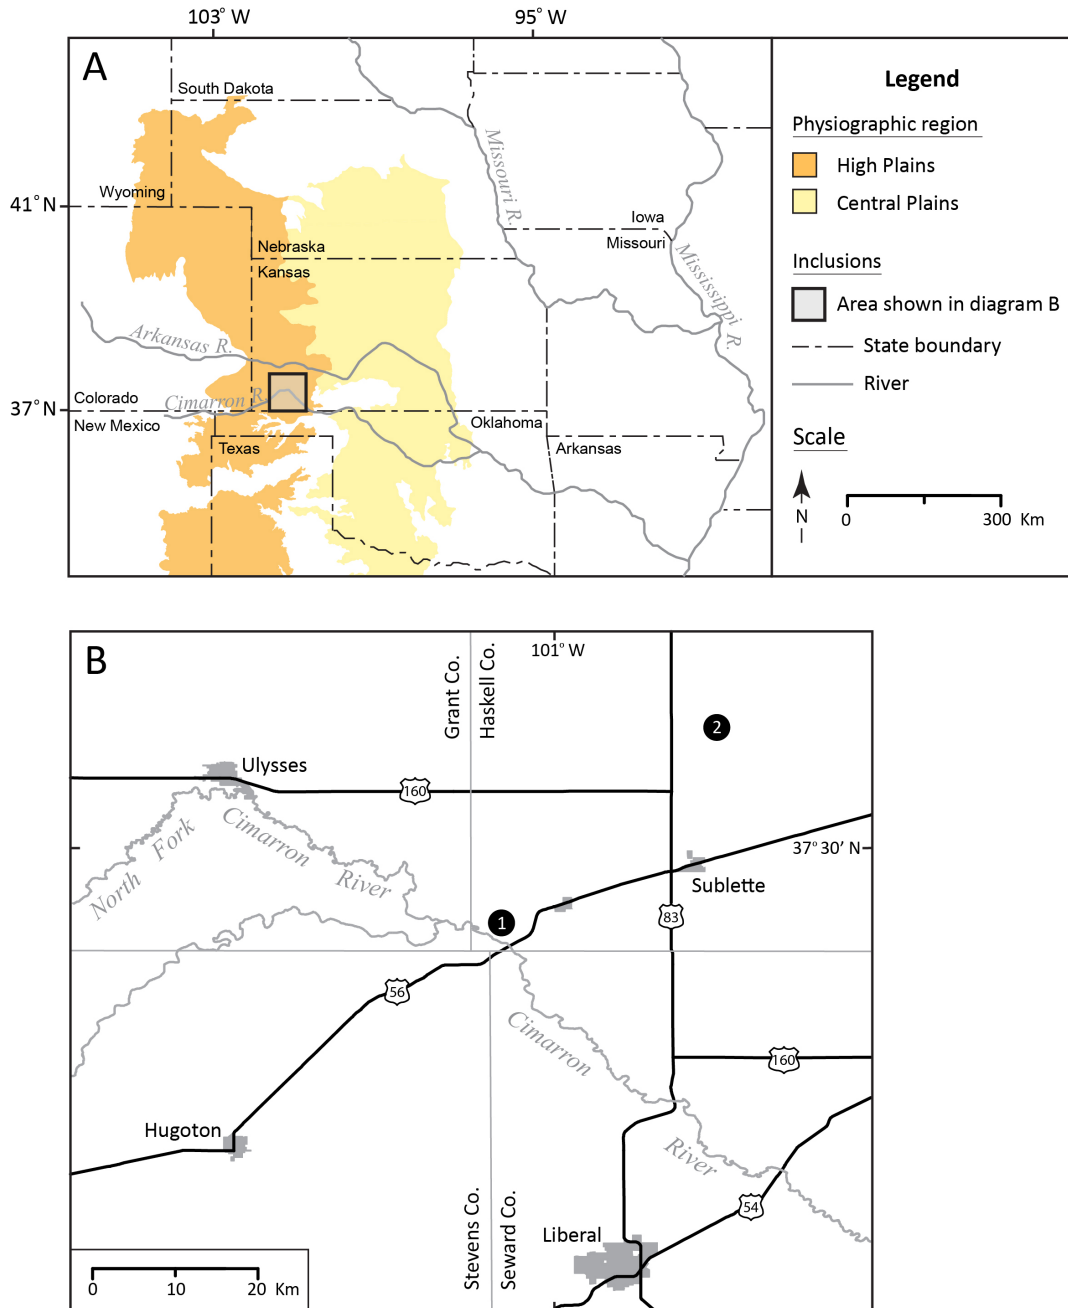 103° W
95° W
A
South Dakota
Wyoming
41° N
Nebraska
Kansas
Missouri R.
Iowa
Missouri
Mississippi R.
Arkansas R.
Cimarron R.
Colorado
37° N
New Mexico
Oklahoma
Texas
Arkansas
Legend
Physiographic region
High Plains
Central Plains
Inclusions
Area shown in diagram B
State boundary
River
Scale
N
0 300 Km
B
101° W
Grant Co.
Haskell Co.
2
Ulysses
160
North Fork Cimarron River
37° 30' N
Sublette
1
83
56
Cimarron River
160
Hugoton
54
Stevens Co.
Seward Co.
Liberal
0 10 20 Km